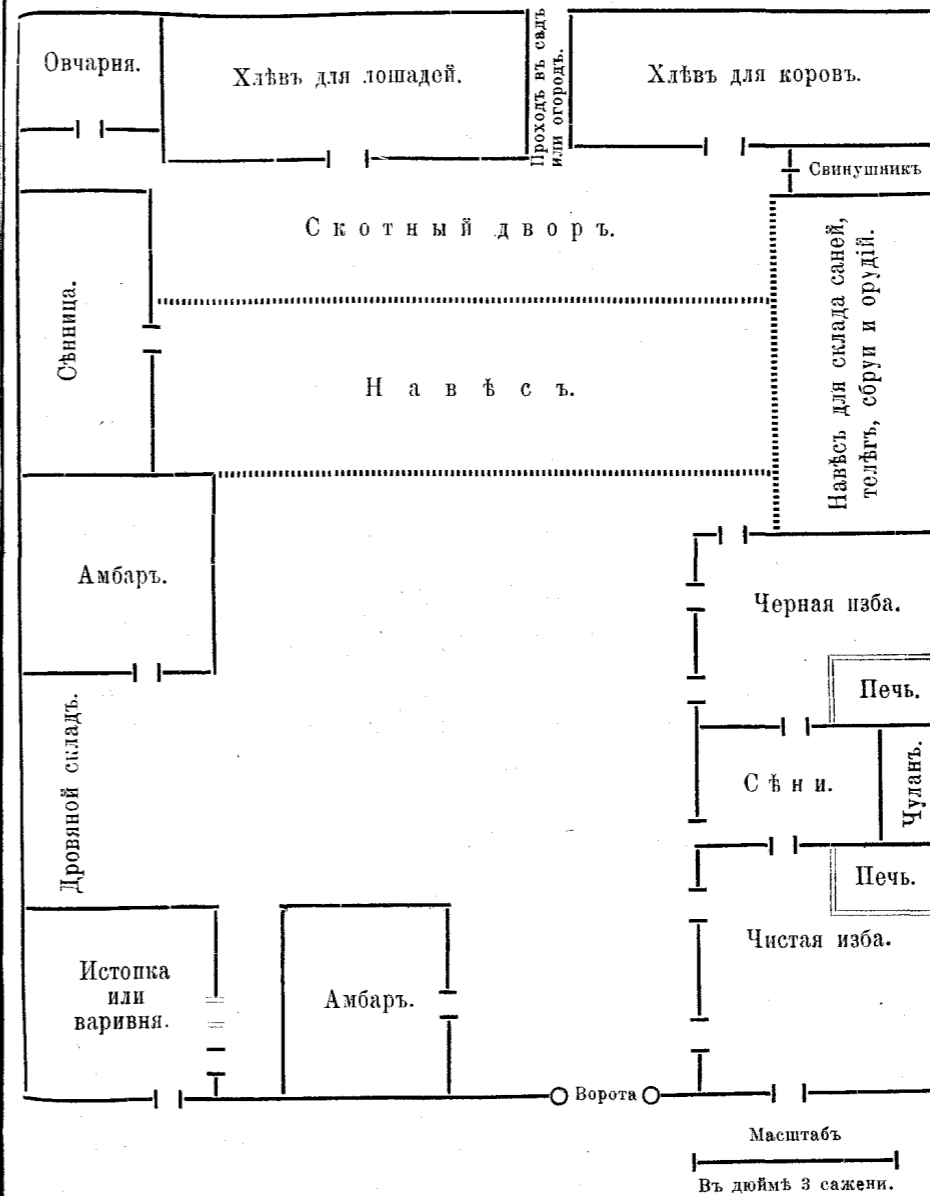 Овчарня.
Хлѣвъ для лошадей.
Проходъ въ садъ
или огородъ.
Хлѣвъ для коровъ.
Свинушникъ
Скотный дворъ.
Сѣнница.
Навѣсъ.
Навѣсъ для склада саней,
телѣгъ, сбруи и орудій.
Амбаръ.
Черная изба.
Печь.
Дровяной складъ.
Сѣни.
Чуланъ.
Печь.
Чистая изба.
Истопка
или
варивня.
Амбаръ.
Ворота
Масштабъ
Въ дюймѣ 3 сажени.